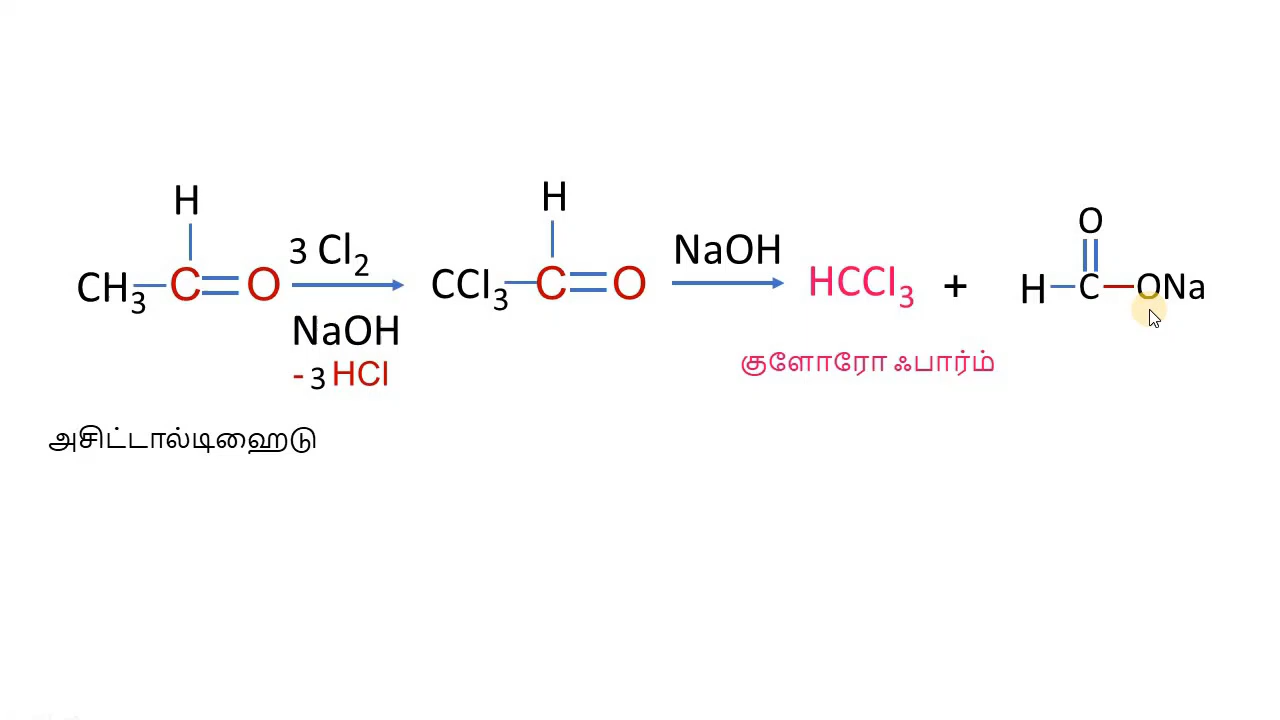 H H O
3 Cl₂ NaOH
CH₃ C O CCl₃ C O HCCl₃ + H C ONa
NaOH
- 3 HCl குளோரோ ஃபார்ம்
அசிட்டால்டிஹைடு